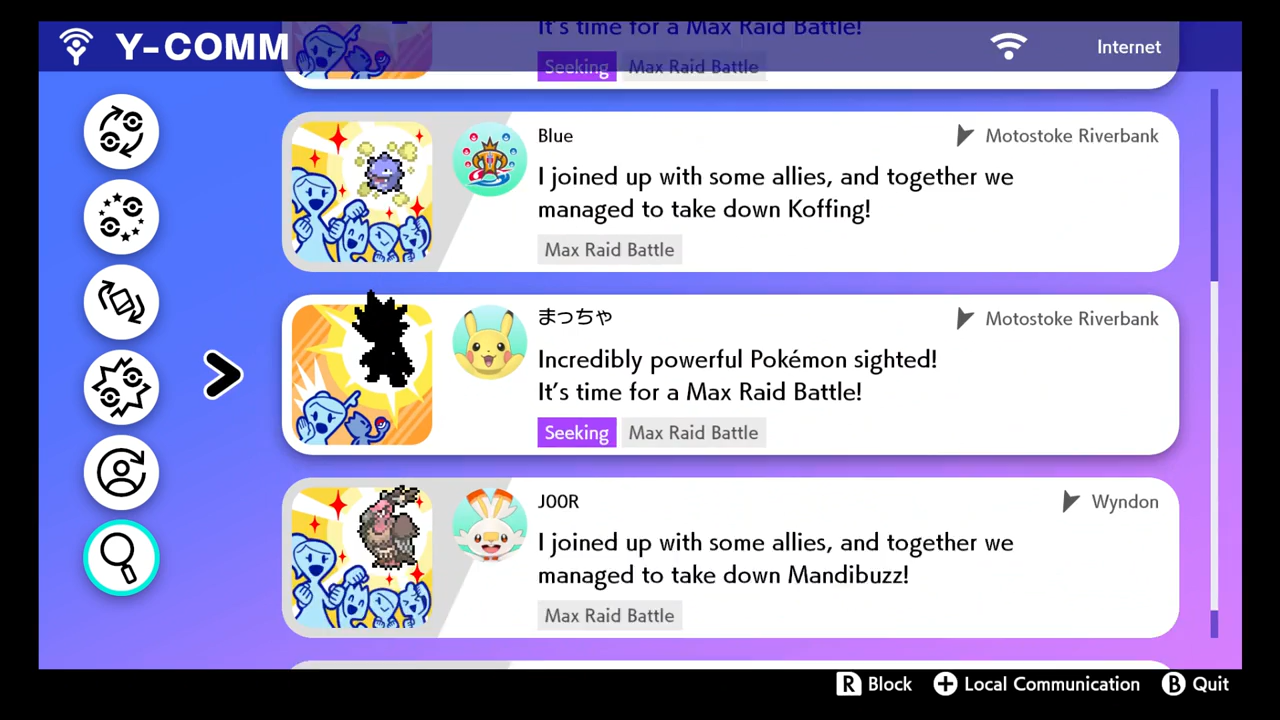 Y-COMM
Internet
It's time for a Max Raid Battle!
Seeking
Max Raid Battle
Blue
Motostoke Riverbank
I joined up with some allies, and together we
managed to take down Koffing!
Max Raid Battle
まっちゃ
Motostoke Riverbank
Incredibly powerful Pokémon sighted!
It's time for a Max Raid Battle!
Seeking
Max Raid Battle
JOOR
Wyndon
I joined up with some allies, and together we
managed to take down Mandibuzz!
Max Raid Battle
R Block
+ Local Communication
B Quit